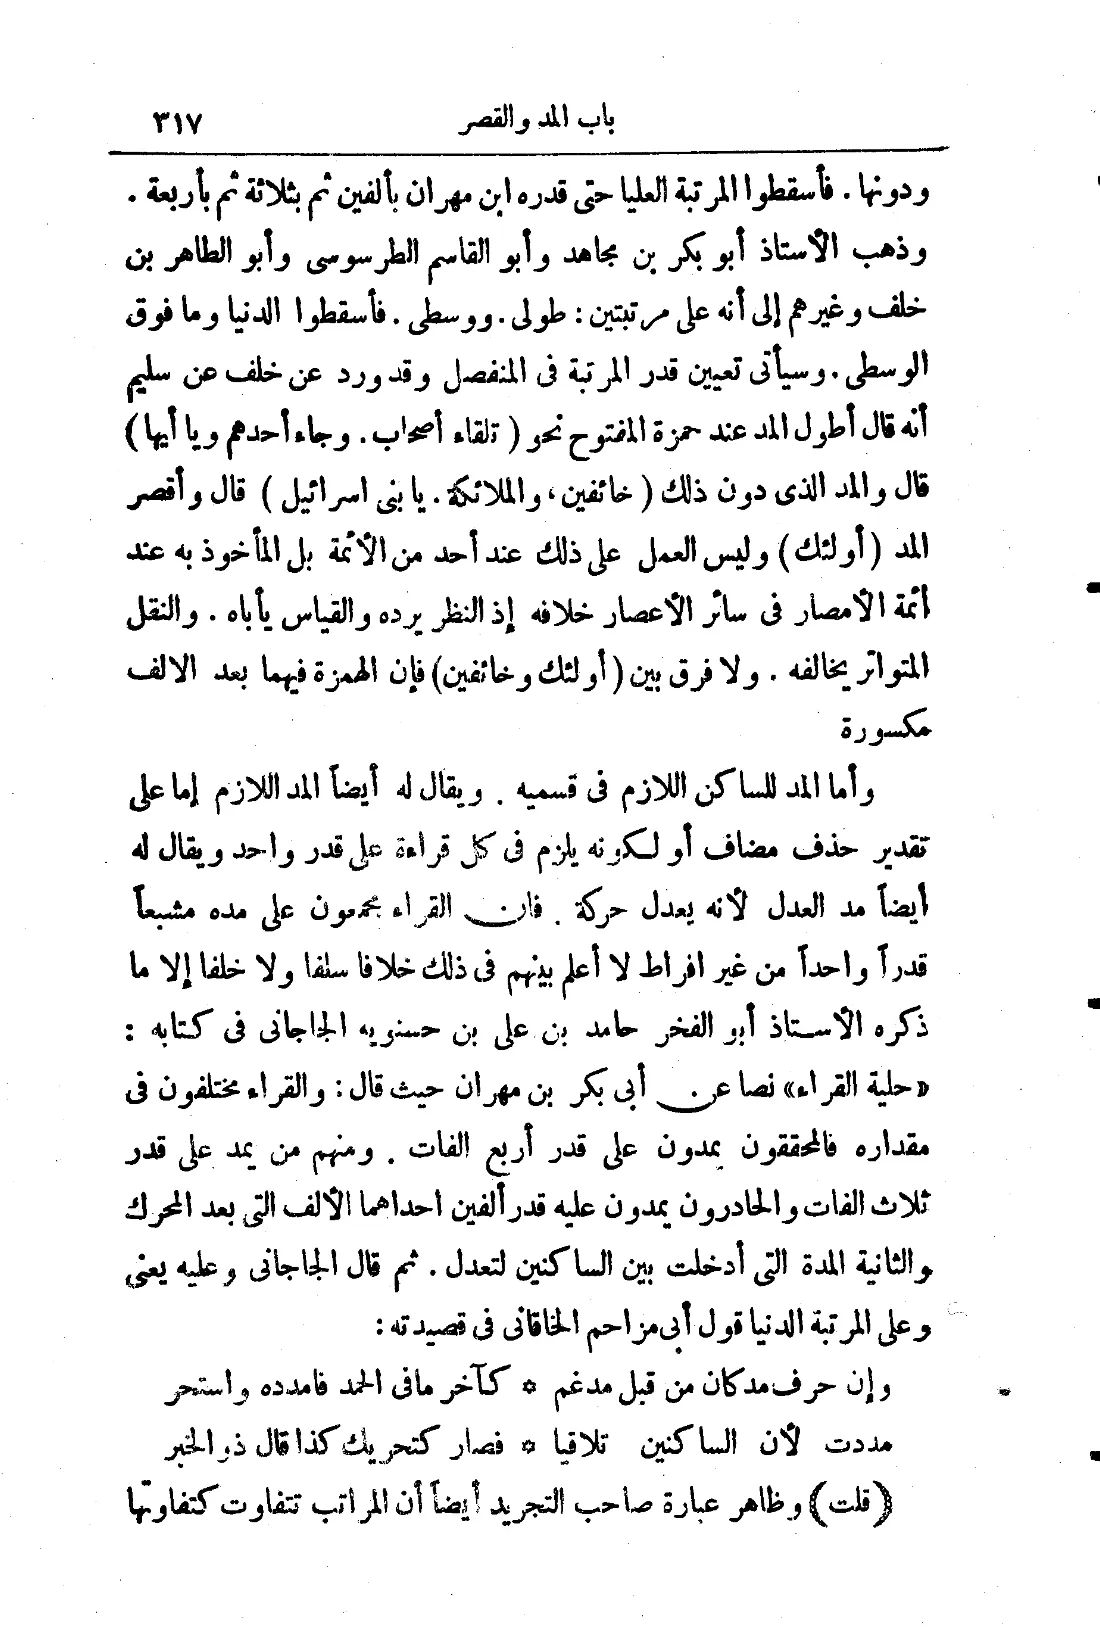 باب المد والقصر ٣١٧
ودونها . فأسقطوا المرتبة العليا حتى قدره ابن مهران بألفين ثم بثلاثة ثم بأربعة .
وذهب الأستاذ أبو بكر بن مجاهد وأبو القاسم الطرسوسى وأبو الطاهر بن
خلف وغيرهم إلى أنه على مرتبتين : طولى . ووسطى . فأسقطوا الدنيا وما فوق
الوسطى . وسيأتى تعيين قدر المرتبة فى المنفصل وقد ورد عن خلف عن سليم
أنه قال أطول المد عند حمزة المفتوح نحو ( تلقاء أصحاب . وجاء أحدهم ويا أيها )
قال والمد الذى دون ذلك ( خائفين ، والملائكة . يا بنى اسرائيل ) قال وأقصر
المد ( أولئك ) وليس العمل على ذلك عند أحد من الأئمة بل المأخوذ به عند
أئمة الأمصار فى سائر الأعصار خلافه إذ النظر يرده والقياس يأباه . والنقل
المتواتر يخالفه . ولا فرق بين ( أولئك وخائفين ) فإن الهمزة فيهما بعد الالف
مكسورة
وأما المد للساكن اللازم فى قسميه . ويقال له أيضاً المد اللازم إما على
تقدير حذف مضاف أو لكونه يلزم فى كل قراءة على قدر واحد ويقال له
أيضاً مد العدل لأنه يعدل حركة . فان القراء مجمعون على مده مشبعاً
قدراً واحداً من غير افراط لا أعلم بينهم فى ذلك خلافا سلفا ولا خلفا إلا ما
ذكره الأستاذ أبو الفخر حامد بن على بن حسنويه الجاجانى فى كتابه :
«حلية القراء» نصا عن أبى بكر بن مهران حيث قال : والقراء مختلفون فى
مقداره فالمحققون يمدون على قدر أربع الفات . ومنهم من يمد على قدر
ثلاث الفات والحادرون يمدون عليه قدر ألفين احداهما الألف التى بعد المحرك
والثانية المدة التى أدخلت بين الساكنين لتعدل . ثم قال الجاجانى وعليه يعنى
وعلى المرتبة الدنيا قول أبى مزاحم الخاقانى فى قصيدته :
وإن حرف مد كان من قبل مدغم * كآخر مافى الحمد فامدده واستجر
مددت لأن الساكنين تلاقيا * فصار كتحريك كذا قال ذو الخبر
( قلت ) وظاهر عبارة صاحب التجريد أيضاً أن المراتب تتفاوت كتفاوتها